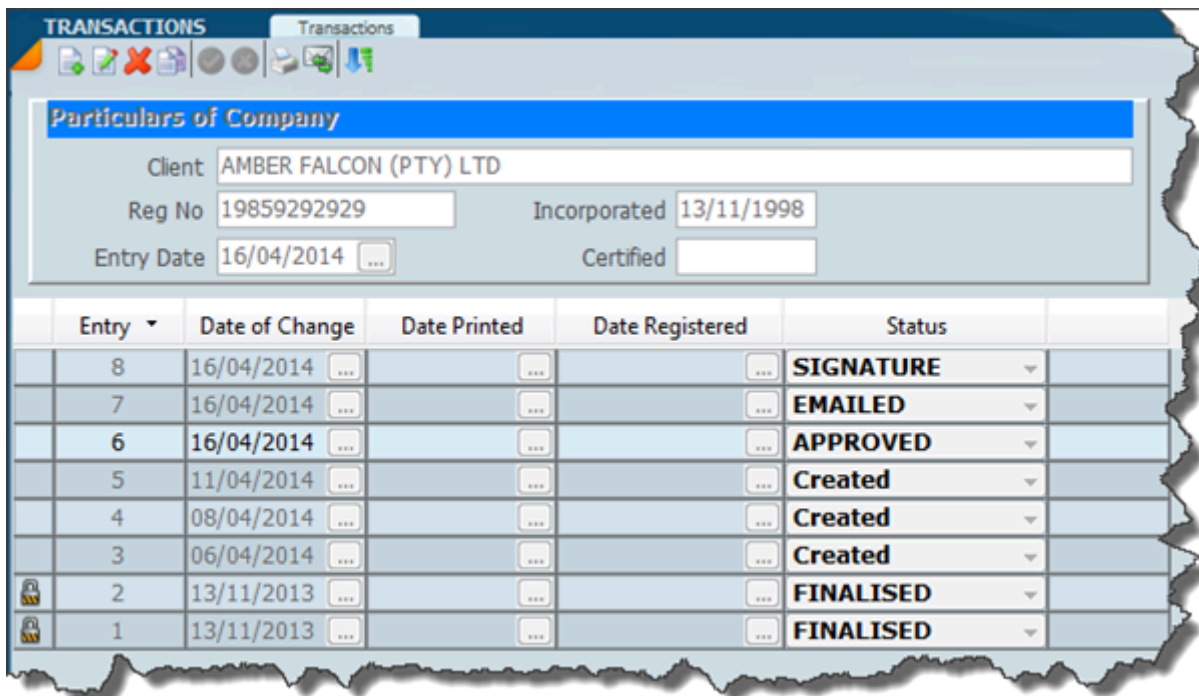 TRANSACTIONS Transactions
Particulars of Company
Client AMBER FALCON (PTY) LTD
Reg No 19859292929 Incorporated 13/11/1998
Entry Date 16/04/2014 ... Certified
Entry Date of Change Date Printed Date Registered Status
8 16/04/2014 ... ... ... SIGNATURE
7 16/04/2014 ... ... ... EMAILED
6 16/04/2014 ... ... ... APPROVED
5 11/04/2014 ... ... ... Created
4 08/04/2014 ... ... ... Created
3 06/04/2014 ... ... ... Created
2 13/11/2013 ... ... ... FINALISED
1 13/11/2013 ... ... ... FINALISED